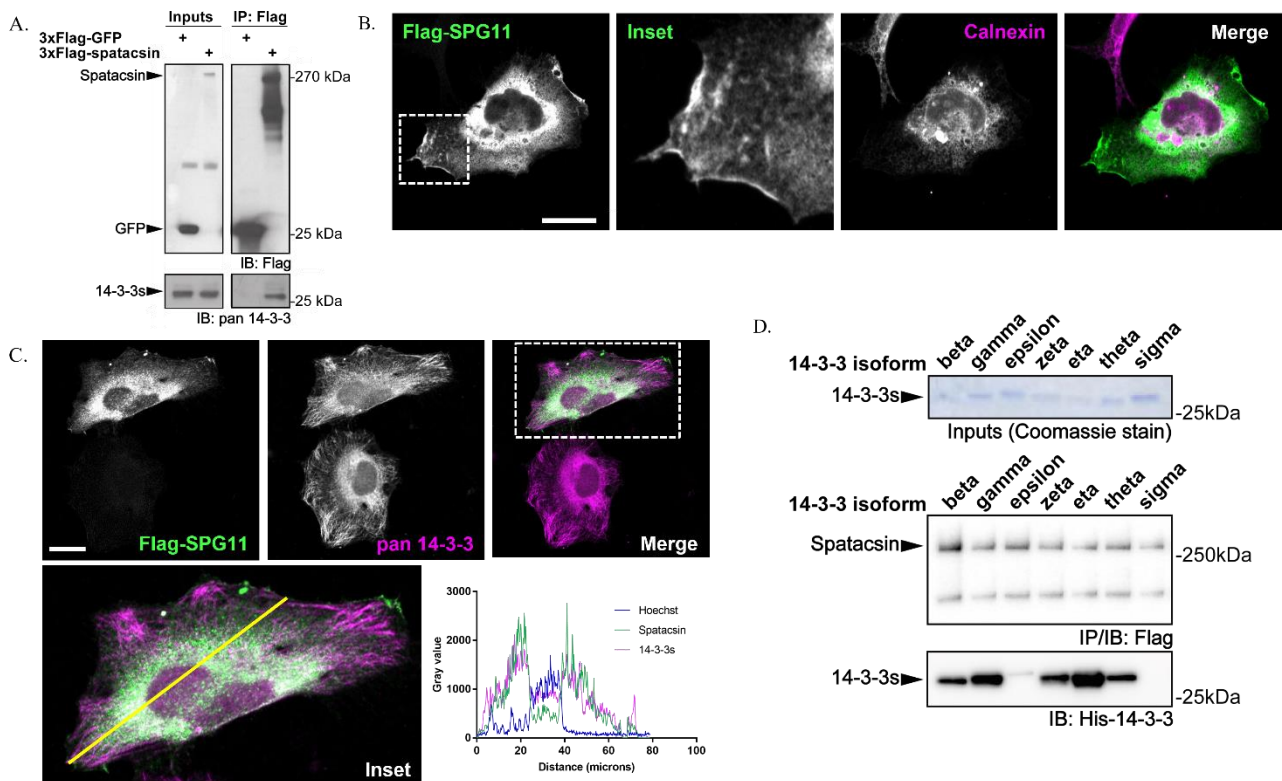 A.
Inputs IP: Flag
3xFlag-GFP + +
3xFlag-spatacsin + +
Spatacsin -270 kDa
GFP -25 kDa
IB: Flag
14-3-3s -25 kDa
IB: pan 14-3-3
B.
Flag-SPG11 Inset Calnexin Merge
C.
Flag-SPG11 pan 14-3-3 Merge
Inset
3000
2000
1000
0
0 20 40 60 80 100
Gray value
Distance (microns)
Hoechst
Spatacsin
14-3-3s
D.
14-3-3 isoform beta gamma epsilon zeta eta theta sigma
14-3-3s -25kDa
Inputs (Coomassie stain)
14-3-3 isoform beta gamma epsilon zeta eta theta sigma
Spatacsin -250kDa
IP/IB: Flag
14-3-3s -25kDa
IB: His-14-3-3